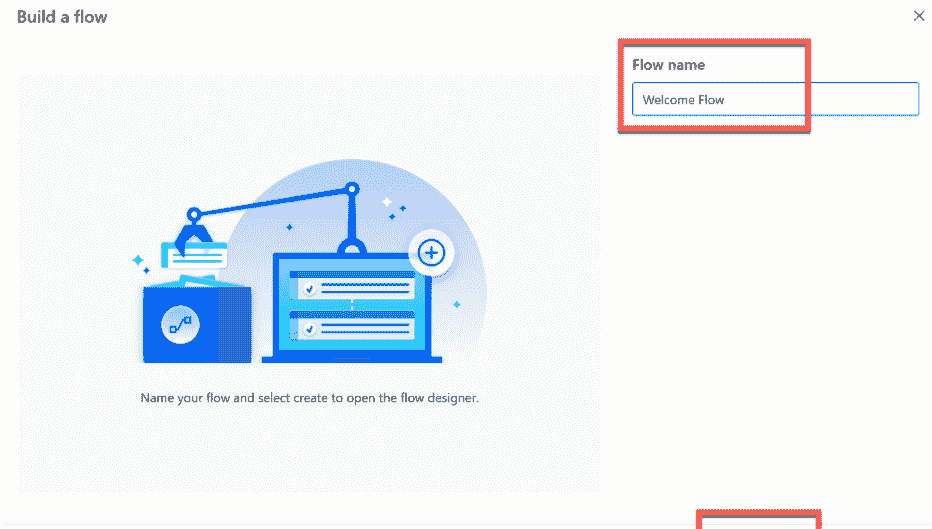 Build a flow
Flow name
Welcome Flow
Name your flow and select create to open the flow designer.